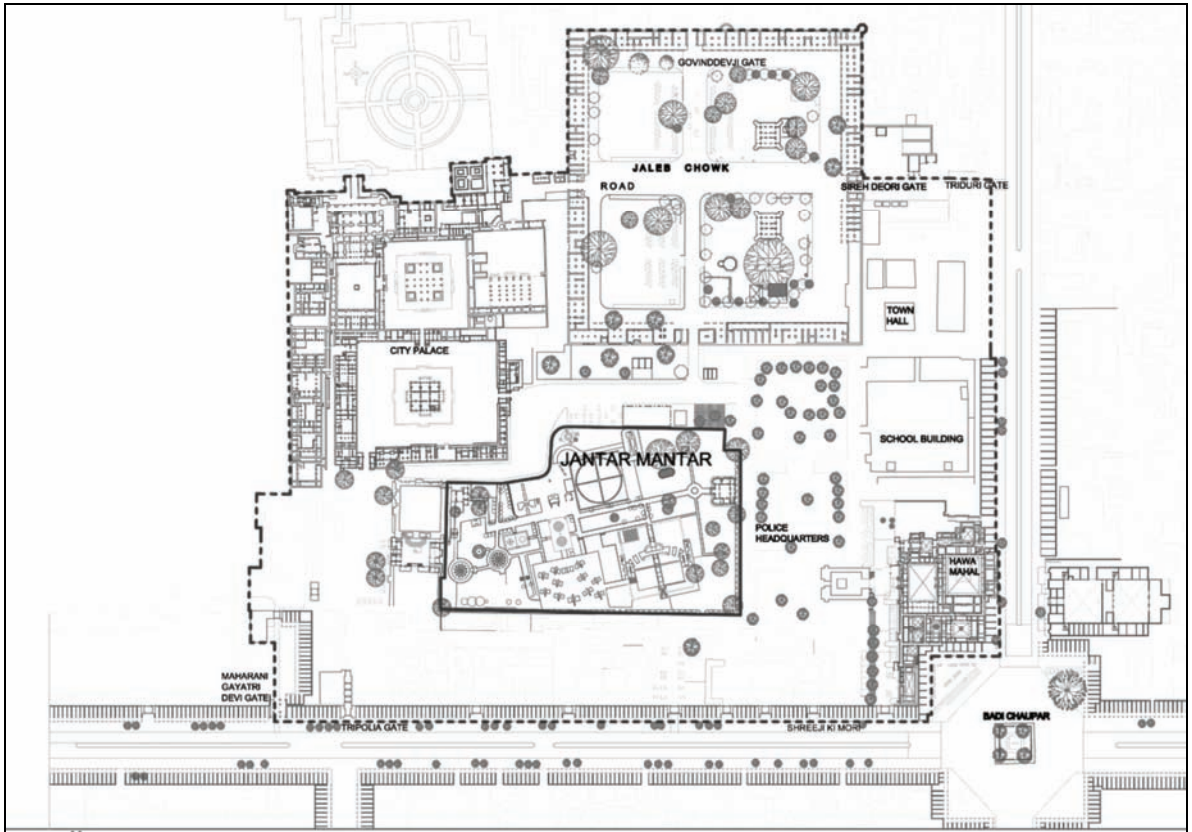 GOVINDDEVJI GATE
JALEB CHOWK
ROAD
SIREH DEORI GATE
TRIDURI GATE
TOWN
HALL
CITY PALACE
SCHOOL BUILDING
JANTAR MANTAR
POLICE
HEADQUARTERS
HAWA
MAHAL
MAHARANI
GAYATRI
DEVI GATE
TRIPOLIA GATE
SHREEJI KI MORI
BADI CHAUPAR